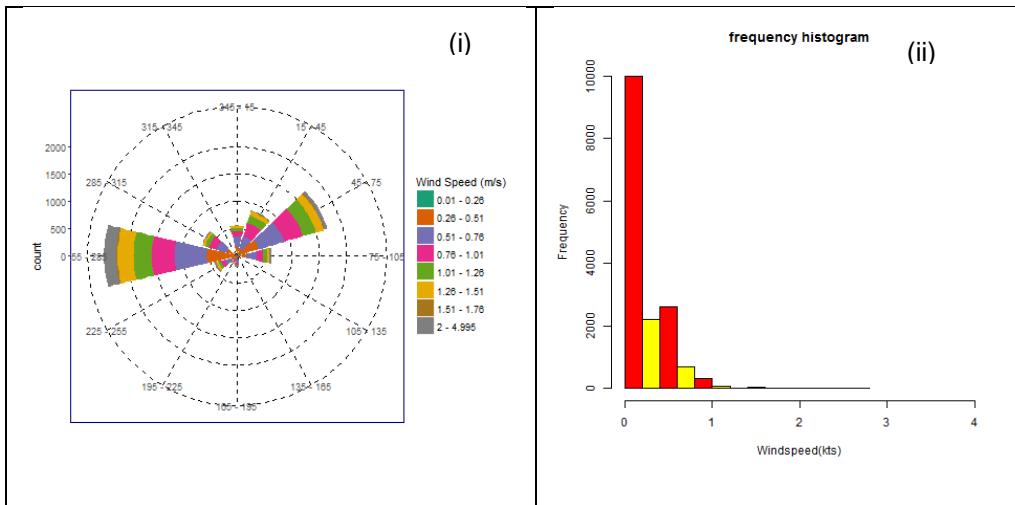 (i)
345 - 15
315 - 345
15 - 45
2000
285 - 315
45 - 75
1500
1000
500
0
255 - 285
75 - 105
count
225 - 255
105 - 135
195 - 225
135 - 165
165 - 195
Wind Speed (m/s)
0.01 - 0.26
0.26 - 0.51
0.51 - 0.76
0.76 - 1.01
1.01 - 1.26
1.26 - 1.51
1.51 - 1.76
2 - 4.995
frequency histogram
(ii)
Frequency
10000
8000
6000
4000
2000
0
0 1 2 3 4
Windspeed(kts)